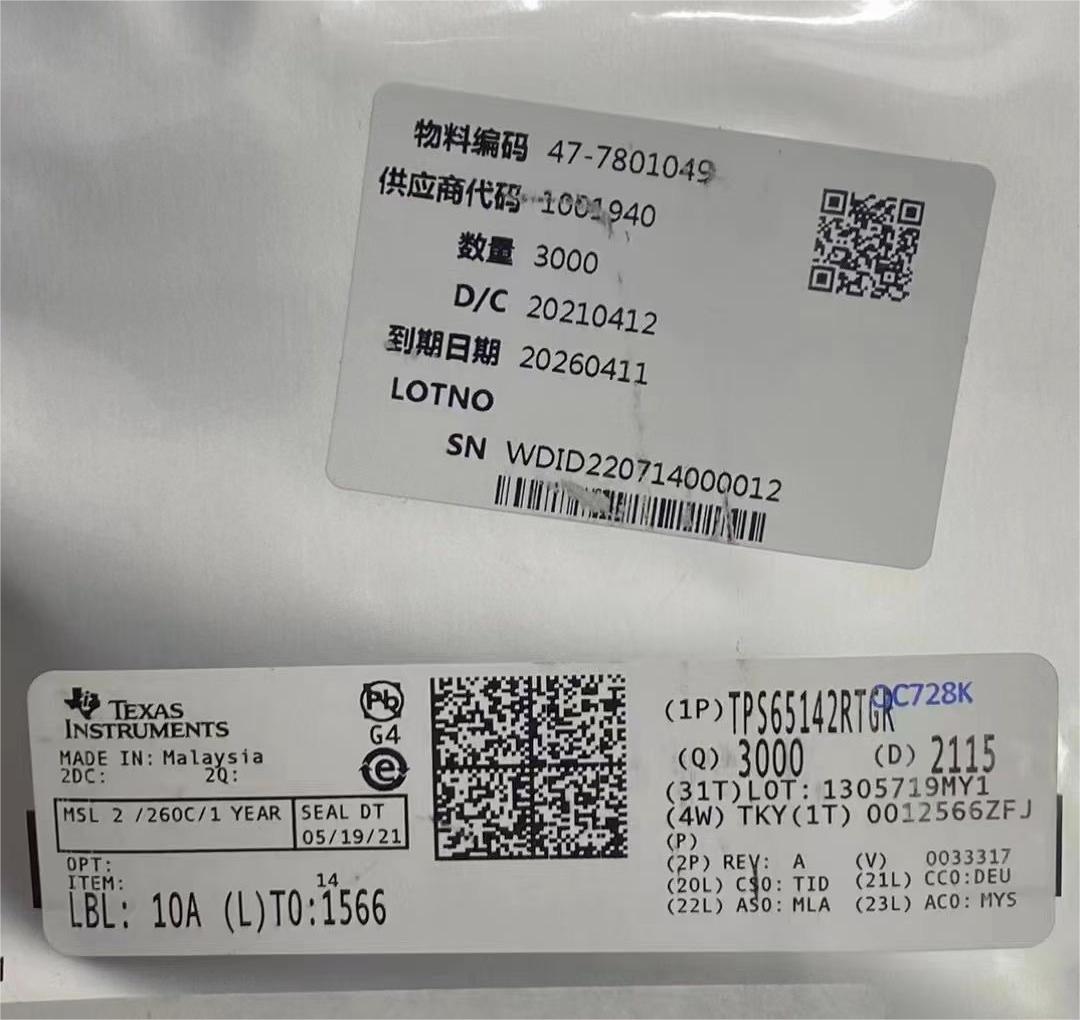 物料编码 47-7801049
供应商代码 1001940
数量 3000
D/C 20210412
到期日期 20260411
LOTNO
SN WDID220714000012
TEXAS
INSTRUMENTS
MADE IN: Malaysia
2DC: 2Q:
MSL 2 /260C/1 YEAR
SEAL DT
05/19/21
OPT:
ITEM:
14
LBL: 10A (L)TO:1566
Pb
G4
e
(1P)TPS65142RTGR
QC728K
(Q) 3000 (D) 2115
(31T)LOT: 1305719MY1
(4W) TKY(1T) 0012566ZFJ
(P)
(2P) REV: A (V) 0033317
(20L) CSO: TID (21L) CCO:DEU
(22L) ASO: MLA (23L) ACO: MYS